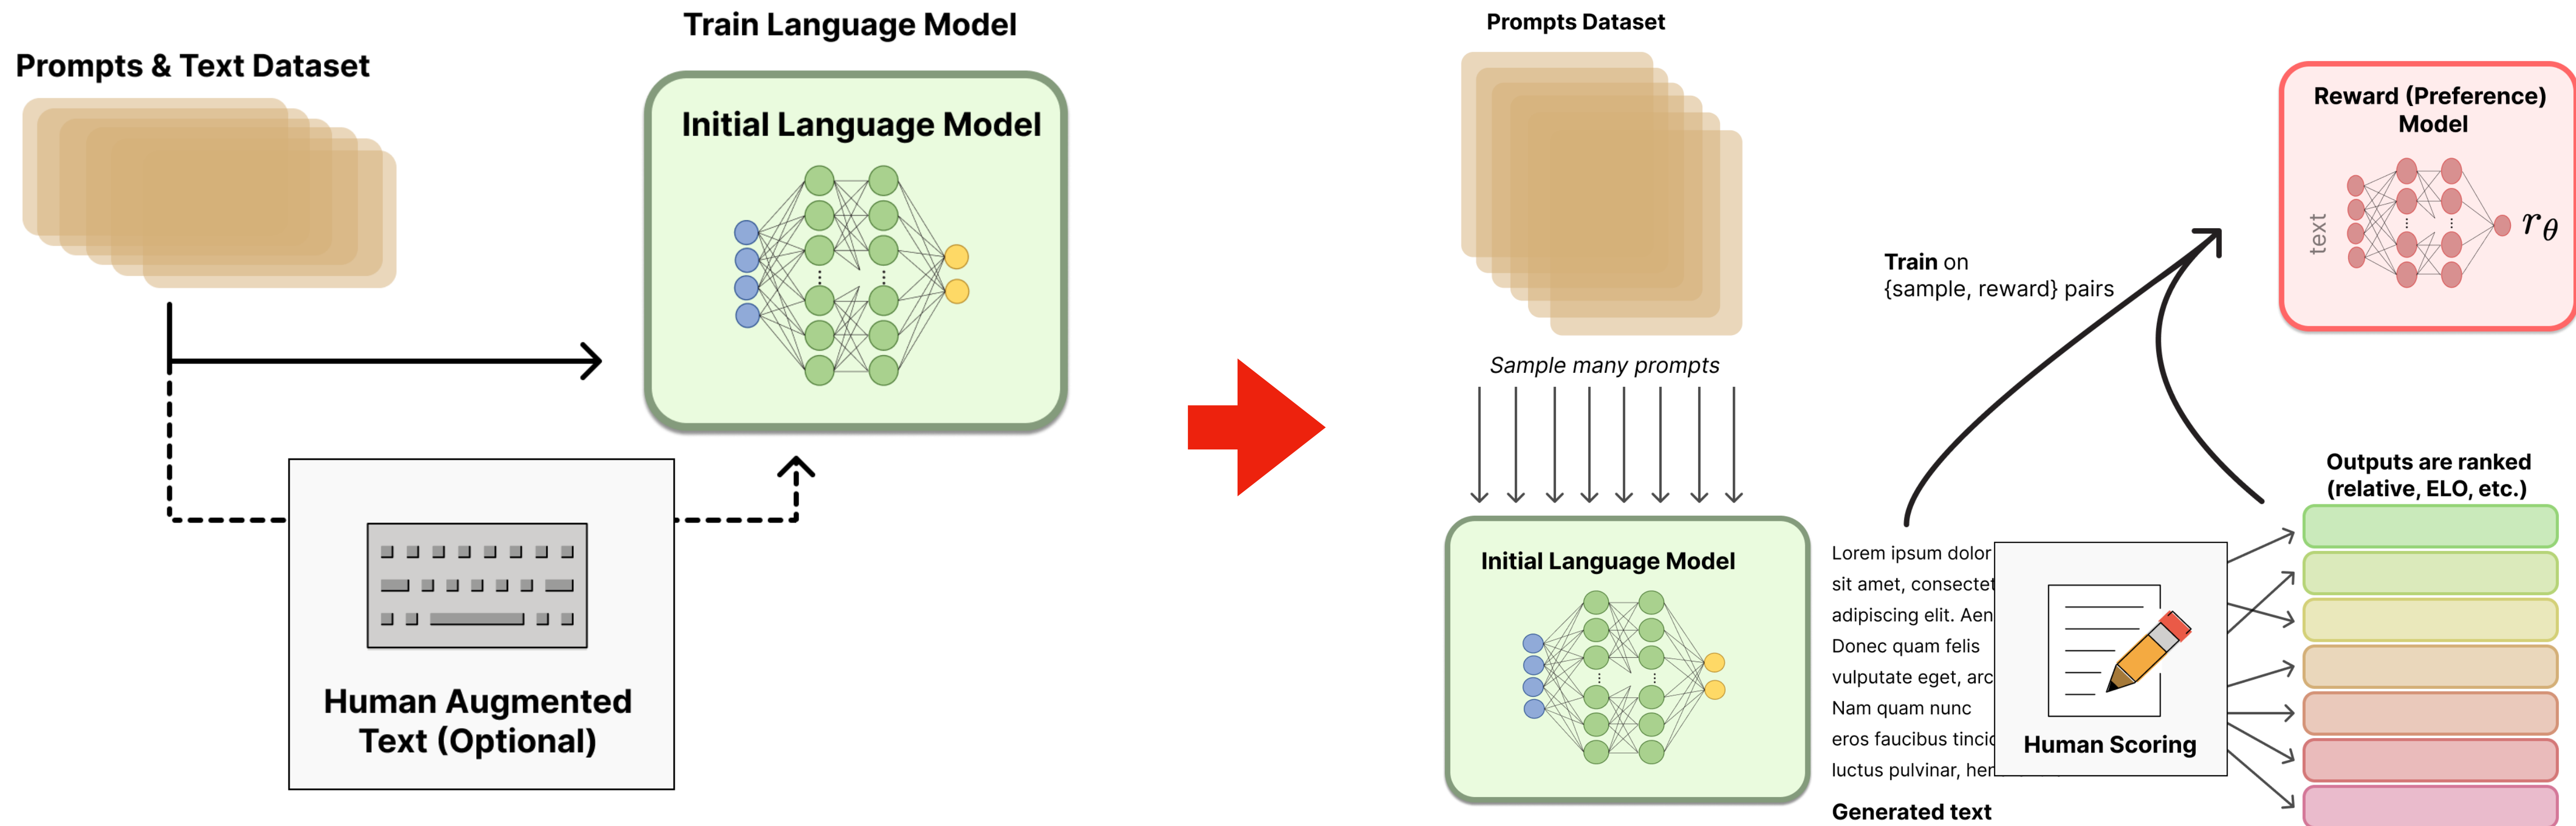 Prompts & Text Dataset
Train Language Model
Initial Language Model
Human Augmented
Text (Optional)
Prompts Dataset
Sample many prompts
Initial Language Model
Train on
{sample, reward} pairs
Reward (Preference)
Model
text
rθ
Lorem ipsum dolor
sit amet, consectet
adipiscing elit. Aen
Donec quam felis
vulputate eget, arc
Nam quam nunc
eros faucibus tincid
luctus pulvinar, her
Generated text
Human Scoring
Outputs are ranked
(relative, ELO, etc.)